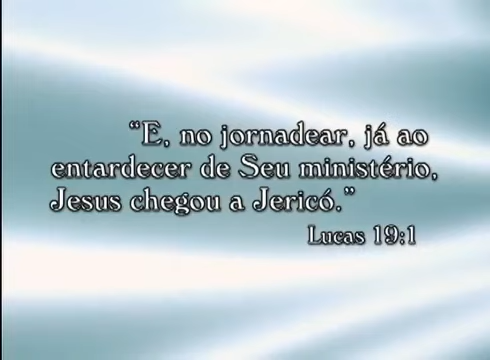 “E, no jornadear, já ao
entardecer de Seu ministério,
Jesus chegou a Jericó.”
Lucas 19:1